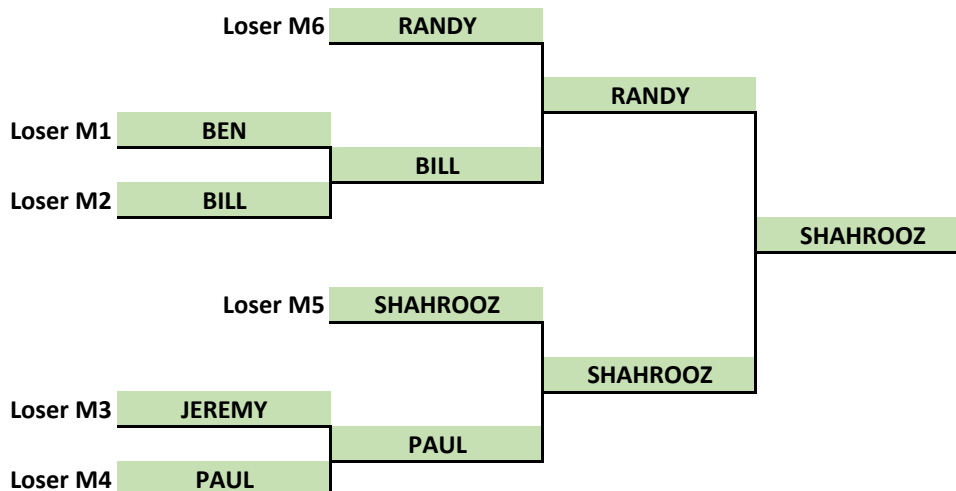 Loser M6 RANDY
RANDY
Loser M1 BEN
BILL
Loser M2 BILL
SHAHROOZ
Loser M5 SHAHROOZ
SHAHROOZ
Loser M3 JEREMY
PAUL
Loser M4 PAUL